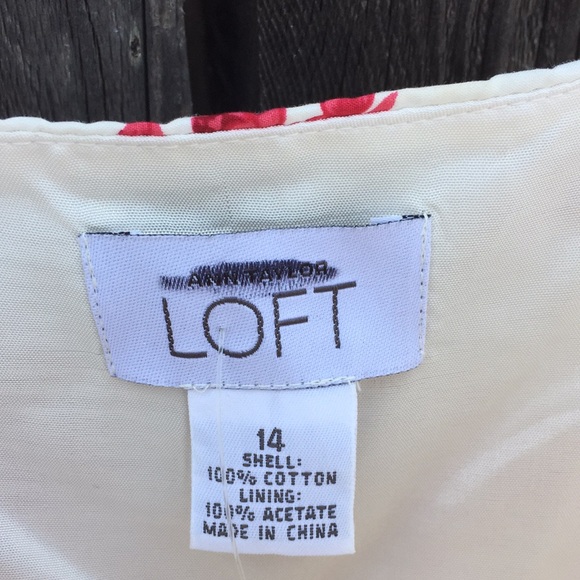 ANN TAYLOR
LOFT
14
SHELL:
100% COTTON
LINING:
100% ACETATE
MADE IN CHINA